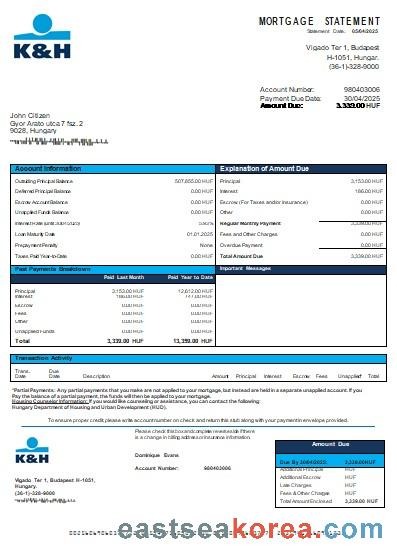 K&H
MORTGAGE STATEMENT
Statement Date: 05/04/2025
Vigado Ter 1, Budapest
H-1051, Hungar.
(36-1)-328-9000
Account Number: 980403006
Payment Due Date: 30/04/2025
Amount Due: 3,339.00 HUF
John Citizen
Gyor Arato utca 7 fsz. 2
9028, Hungary
Account Information
Outstanding Principal Balance 507,855.00 HUF
Deferred Principal Balance 0.00 HUF
Escrow Account Balance 0.00 HUF
Unapplied Funds Balance 0.00 HUF
Interest Rate (until 30/04/2025)
Loan Maturity Date 01.01.2025
Prepayment Penalty None
Taxes Paid Year-to-Date 0.00 HUF
Explanation of Amount Due
Principal 3,153.00 HUF
Interest 186.00 HUF
Escrow (For Taxes and/or Insurance) 0.00 HUF
Other 0.00 HUF
Regular Monthly Payment 3,339.00 HUF
Fees and Other Charges 0.00 HUF
Overdue Payment 0.00 HUF
Total Amount Due 3,339.00 HUF
Past Payments Breakdown
Paid Last Month Paid Year to Date
Principal 3,153.00 HUF 12,612.00 HUF
Interest 186.00 HUF 747.00 HUF
Escrow 0.00 HUF 0.00 HUF
Fees 0.00 HUF 0.00 HUF
Other 0.00 HUF 0.00 HUF
Unapplied Funds 0.00 HUF 0.00 HUF
Total 3,339.00 HUF 13,359.00 HUF
Important Messages
Transaction Activity
Trans. Date Due Date Description Amount Principal Interest Escrow Fees Unapplied* Total
*Partial Payments: Any partial payments that you make are not applied to your mortgage, but instead are held in a separate unapplied account. If you
Pay the balance of a partial payment, the funds will then be applied to your mortgage.
Housing Counselor Information: If you would like counseling or assistance, you can contact the following:
Hungary Department of Housing and Urban Development (HUD).
To ensure proper credit please write account number on check and return this stub along with your payment in envelope provided.
K&H
Please check this box and complete reverse side if there
is a change in billing address or insurance information.
Dominique Evans
Account Number: 980403006
Vigado Ter 1, Budapest H-1051,
Hungary.
(36-1)-328-9000
Amount Due
Due By 30/04/2025: 3,339.00 HUF
Additional Principal HUF
Additional Escrow HUF
Late Charges HUF
Fees & Other Charges HUF
Total Amount Enclosed HUF
eastseakorea.com